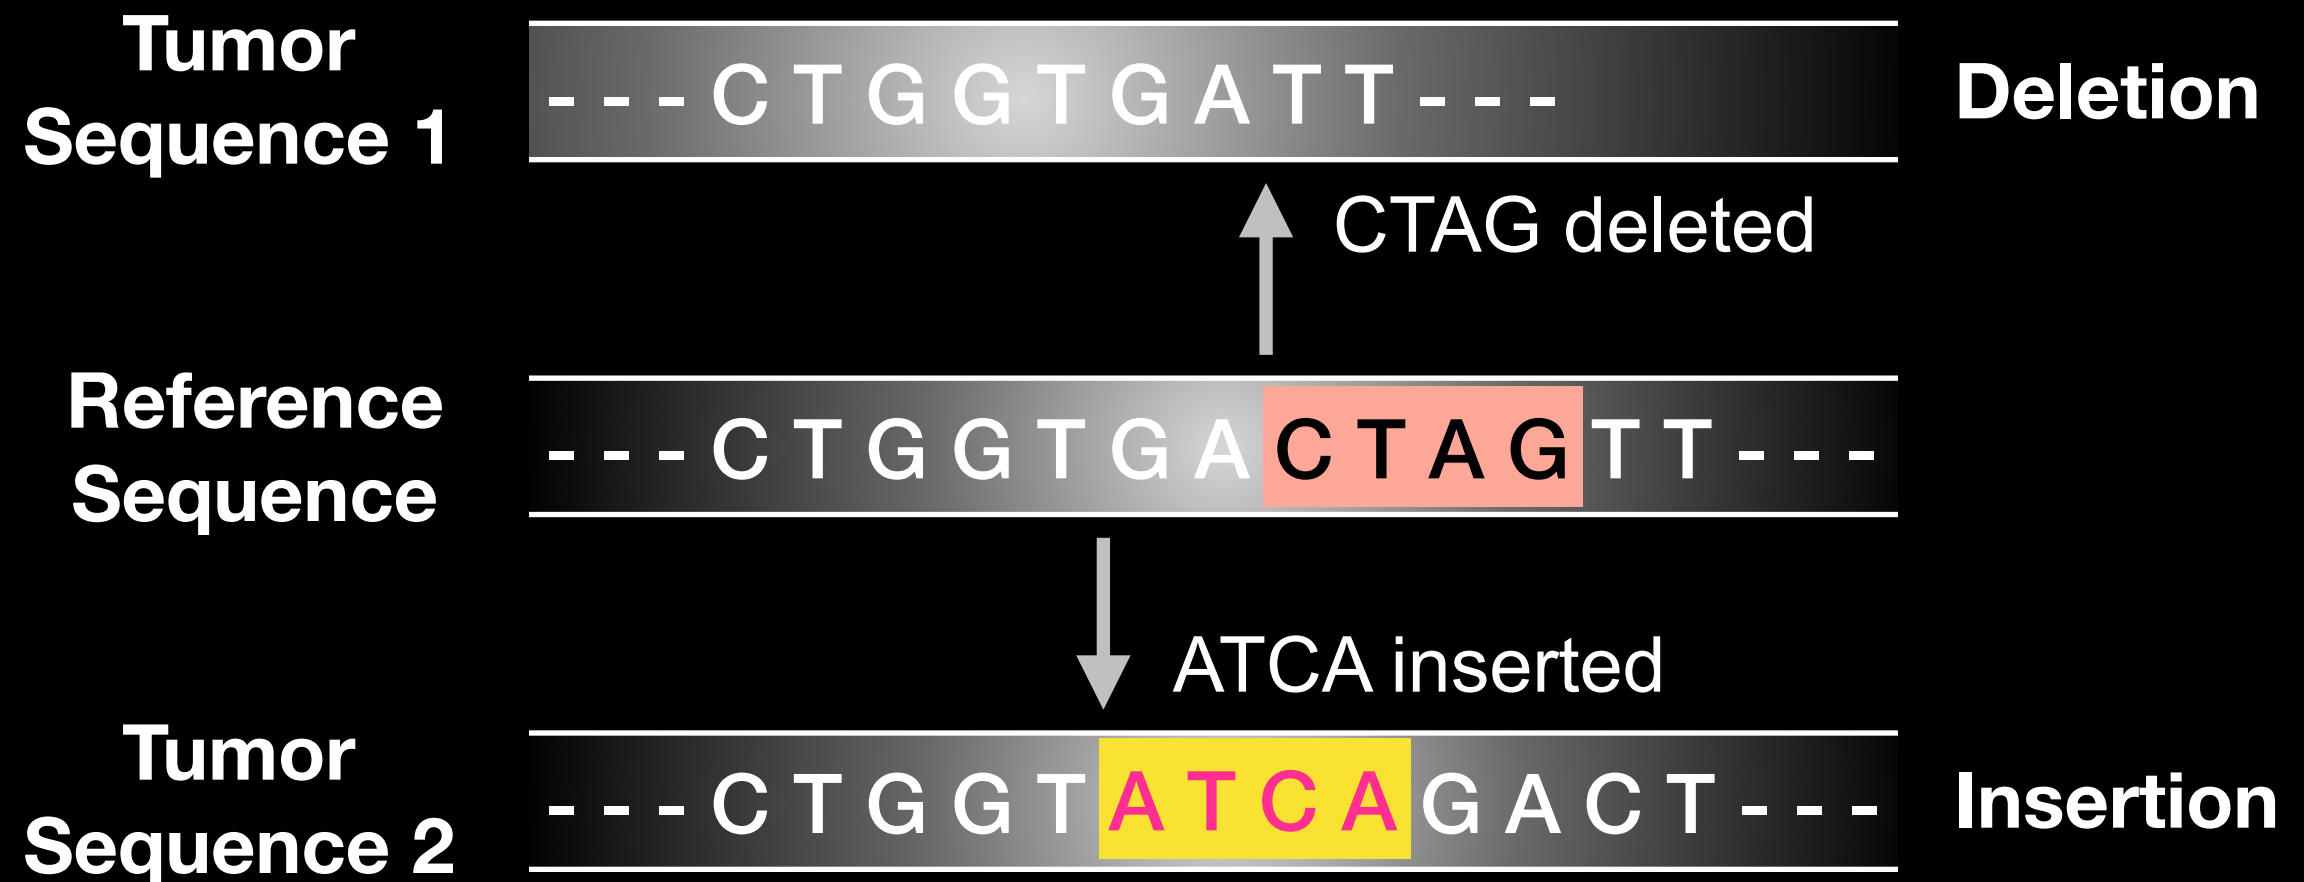 Tumor
Sequence 1
- - - C T G G T G A T T - - -
Deletion
CTAG deleted
Reference
Sequence
- - - C T G G T G A C T A G T T - - -
ATCA inserted
Tumor
Sequence 2
- - - C T G G T A T C A G A C T - - -
Insertion